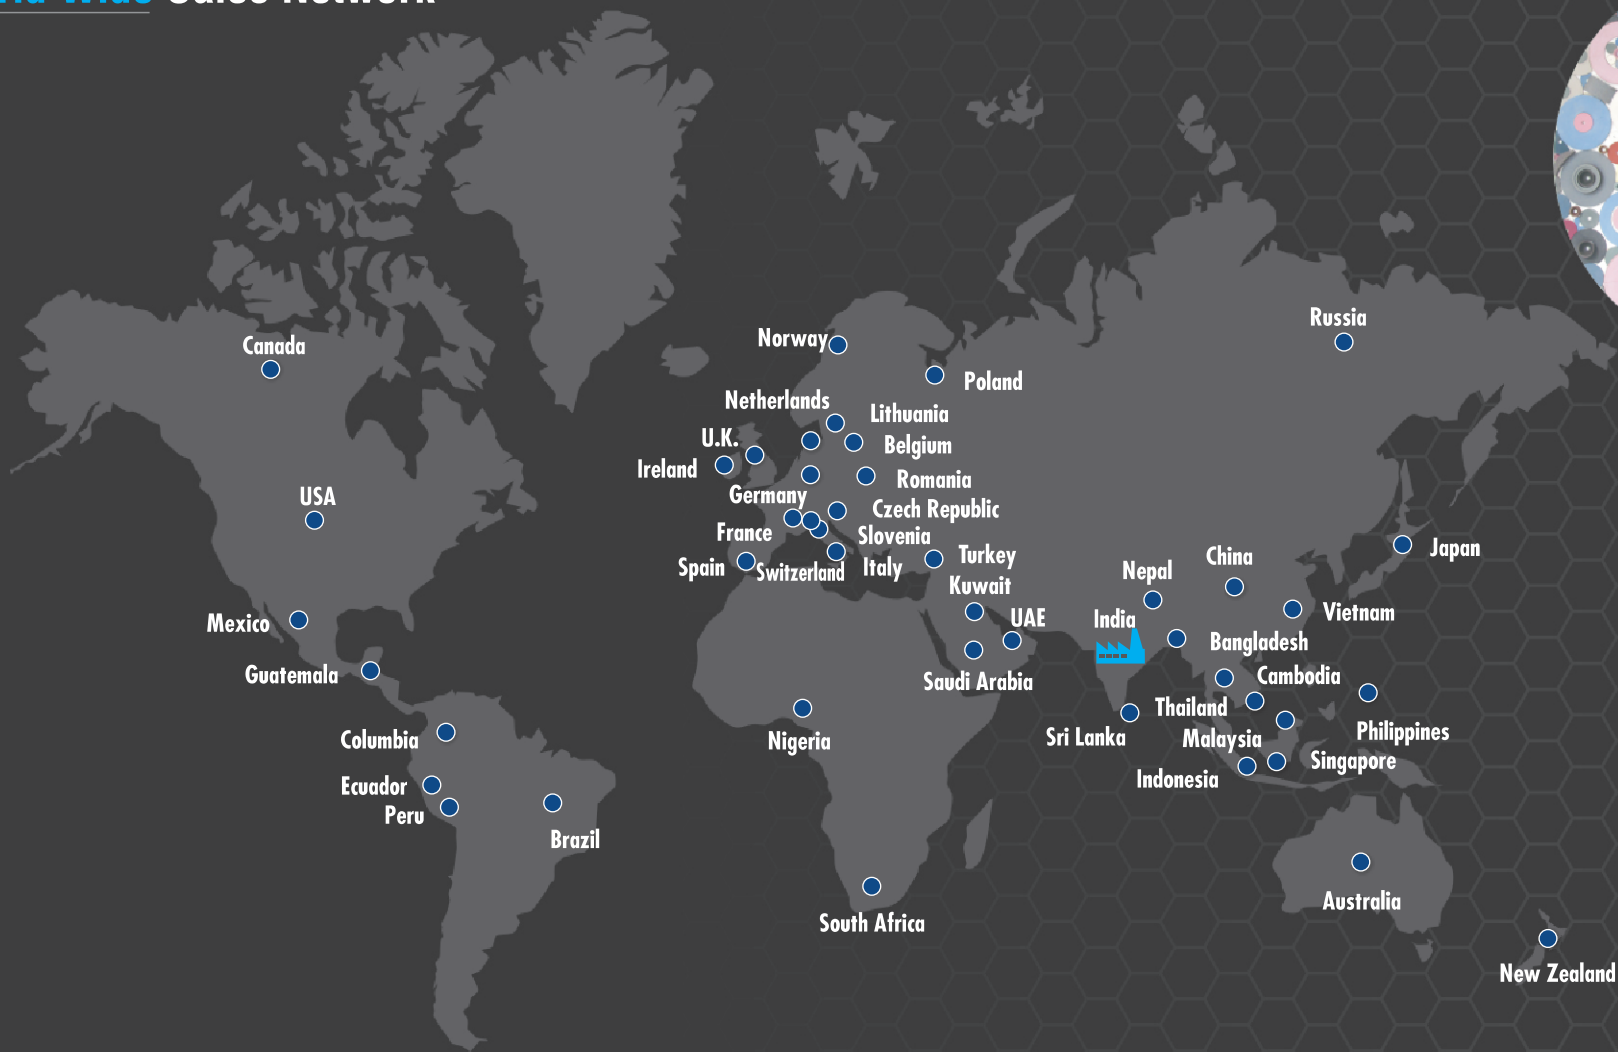 Sales Network
Canada
Russia
Norway
Poland
Netherlands
Lithuania
U.K.
Belgium
Ireland
Romania
USA
Germany
Czech Republic
France
Slovenia
Japan
Spain
Switzerland
Italy
Turkey
China
Nepal
Kuwait
Mexico
UAE
India
Vietnam
Bangladesh
Guatemala
Saudi Arabia
Cambodia
Columbia
Nigeria
Sri Lanka
Thailand
Malaysia
Philippines
Singapore
Indonesia
Ecuador
Peru
Brazil
Australia
South Africa
New Zealand